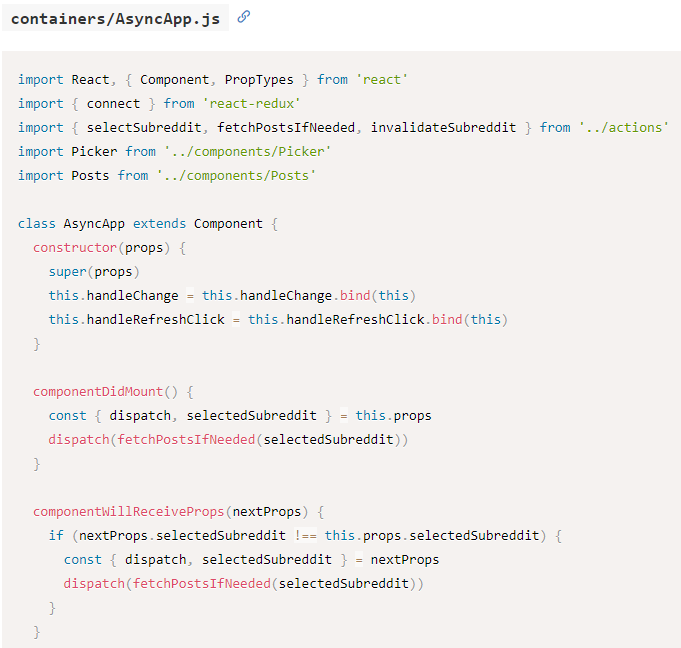 containers/AsyncApp.js
import React, { Component, PropTypes } from 'react'
import { connect } from 'react-redux'
import { selectSubreddit, fetchPostsIfNeeded, invalidateSubreddit } from '../actions'
import Picker from '../components/Picker'
import Posts from '../components/Posts'

class AsyncApp extends Component {
  constructor(props) {
    super(props)
    this.handleChange = this.handleChange.bind(this)
    this.handleRefreshClick = this.handleRefreshClick.bind(this)
  }

  componentDidMount() {
    const { dispatch, selectedSubreddit } = this.props
    dispatch(fetchPostsIfNeeded(selectedSubreddit))
  }

  componentWillReceiveProps(nextProps) {
    if (nextProps.selectedSubreddit !== this.props.selectedSubreddit) {
      const { dispatch, selectedSubreddit } = nextProps
      dispatch(fetchPostsIfNeeded(selectedSubreddit))
    }
  }